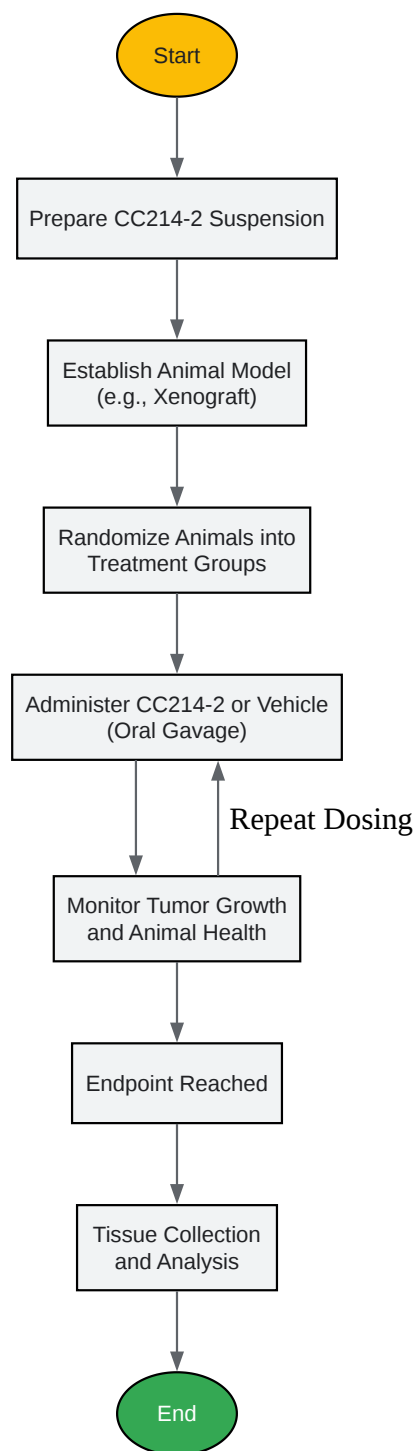 Start
Prepare CC214-2 Suspension
Establish Animal Model
(e.g., Xenograft)
Randomize Animals into
Treatment Groups
Administer CC214-2 or Vehicle
(Oral Gavage)
Repeat Dosing
Monitor Tumor Growth
and Animal Health
Endpoint Reached
Tissue Collection
and Analysis
End